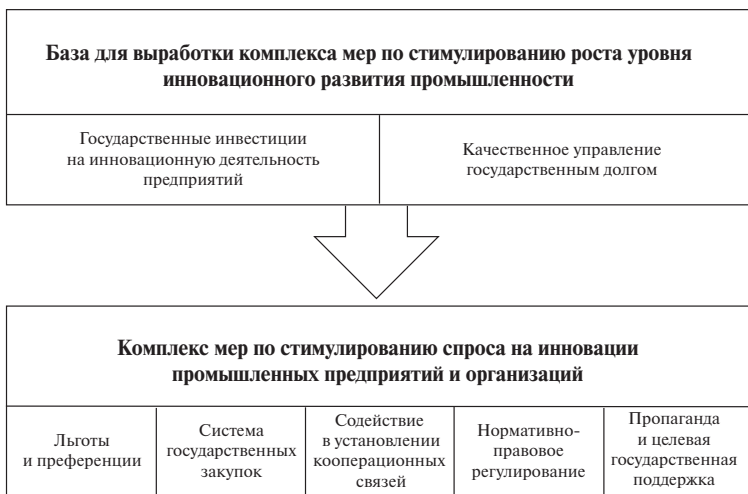 База для выработки комплекса мер по стимулированию роста уровня
инновационного развития промышленности
Государственные инвестиции
на инновационную деятельность
предприятий
Качественное управление
государственным долгом
Комплекс мер по стимулированию спроса на инновации
промышленных предприятий и организаций
Льготы
и преференции
Система
государственных
закупок
Содействие
в установлении
кооперационных
связей
Нормативно-
правовое
регулирование
Пропаганда
и целевая
государственная
поддержка